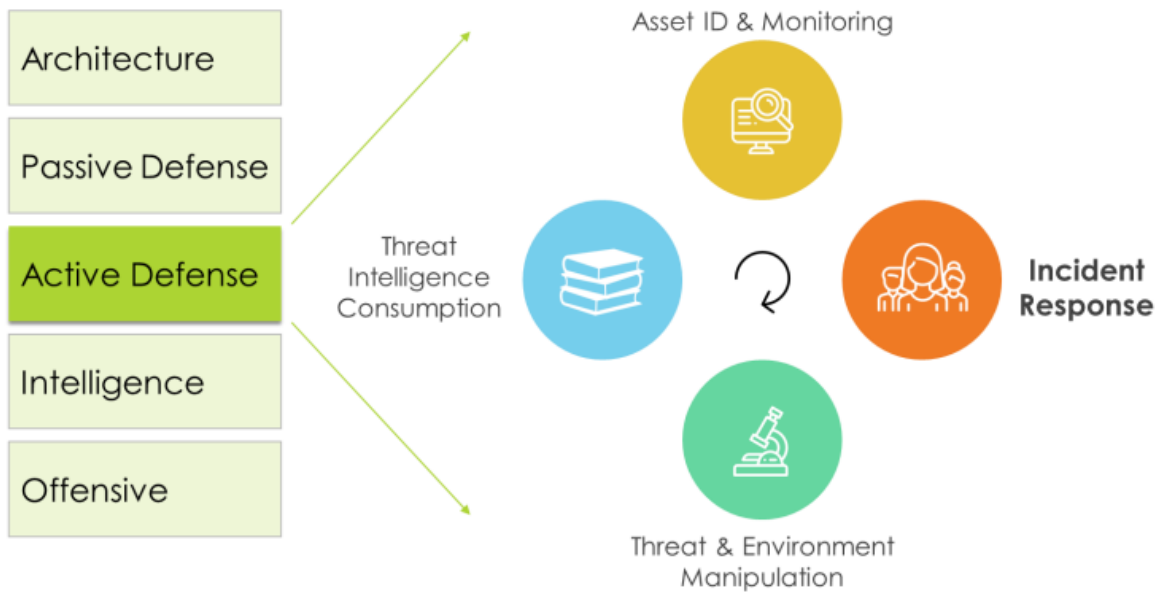 Architecture
Passive Defense
Active Defense
Intelligence
Offensive
Asset ID & Monitoring
Threat
Intelligence
Consumption
Incident
Response
Threat & Environment
Manipulation